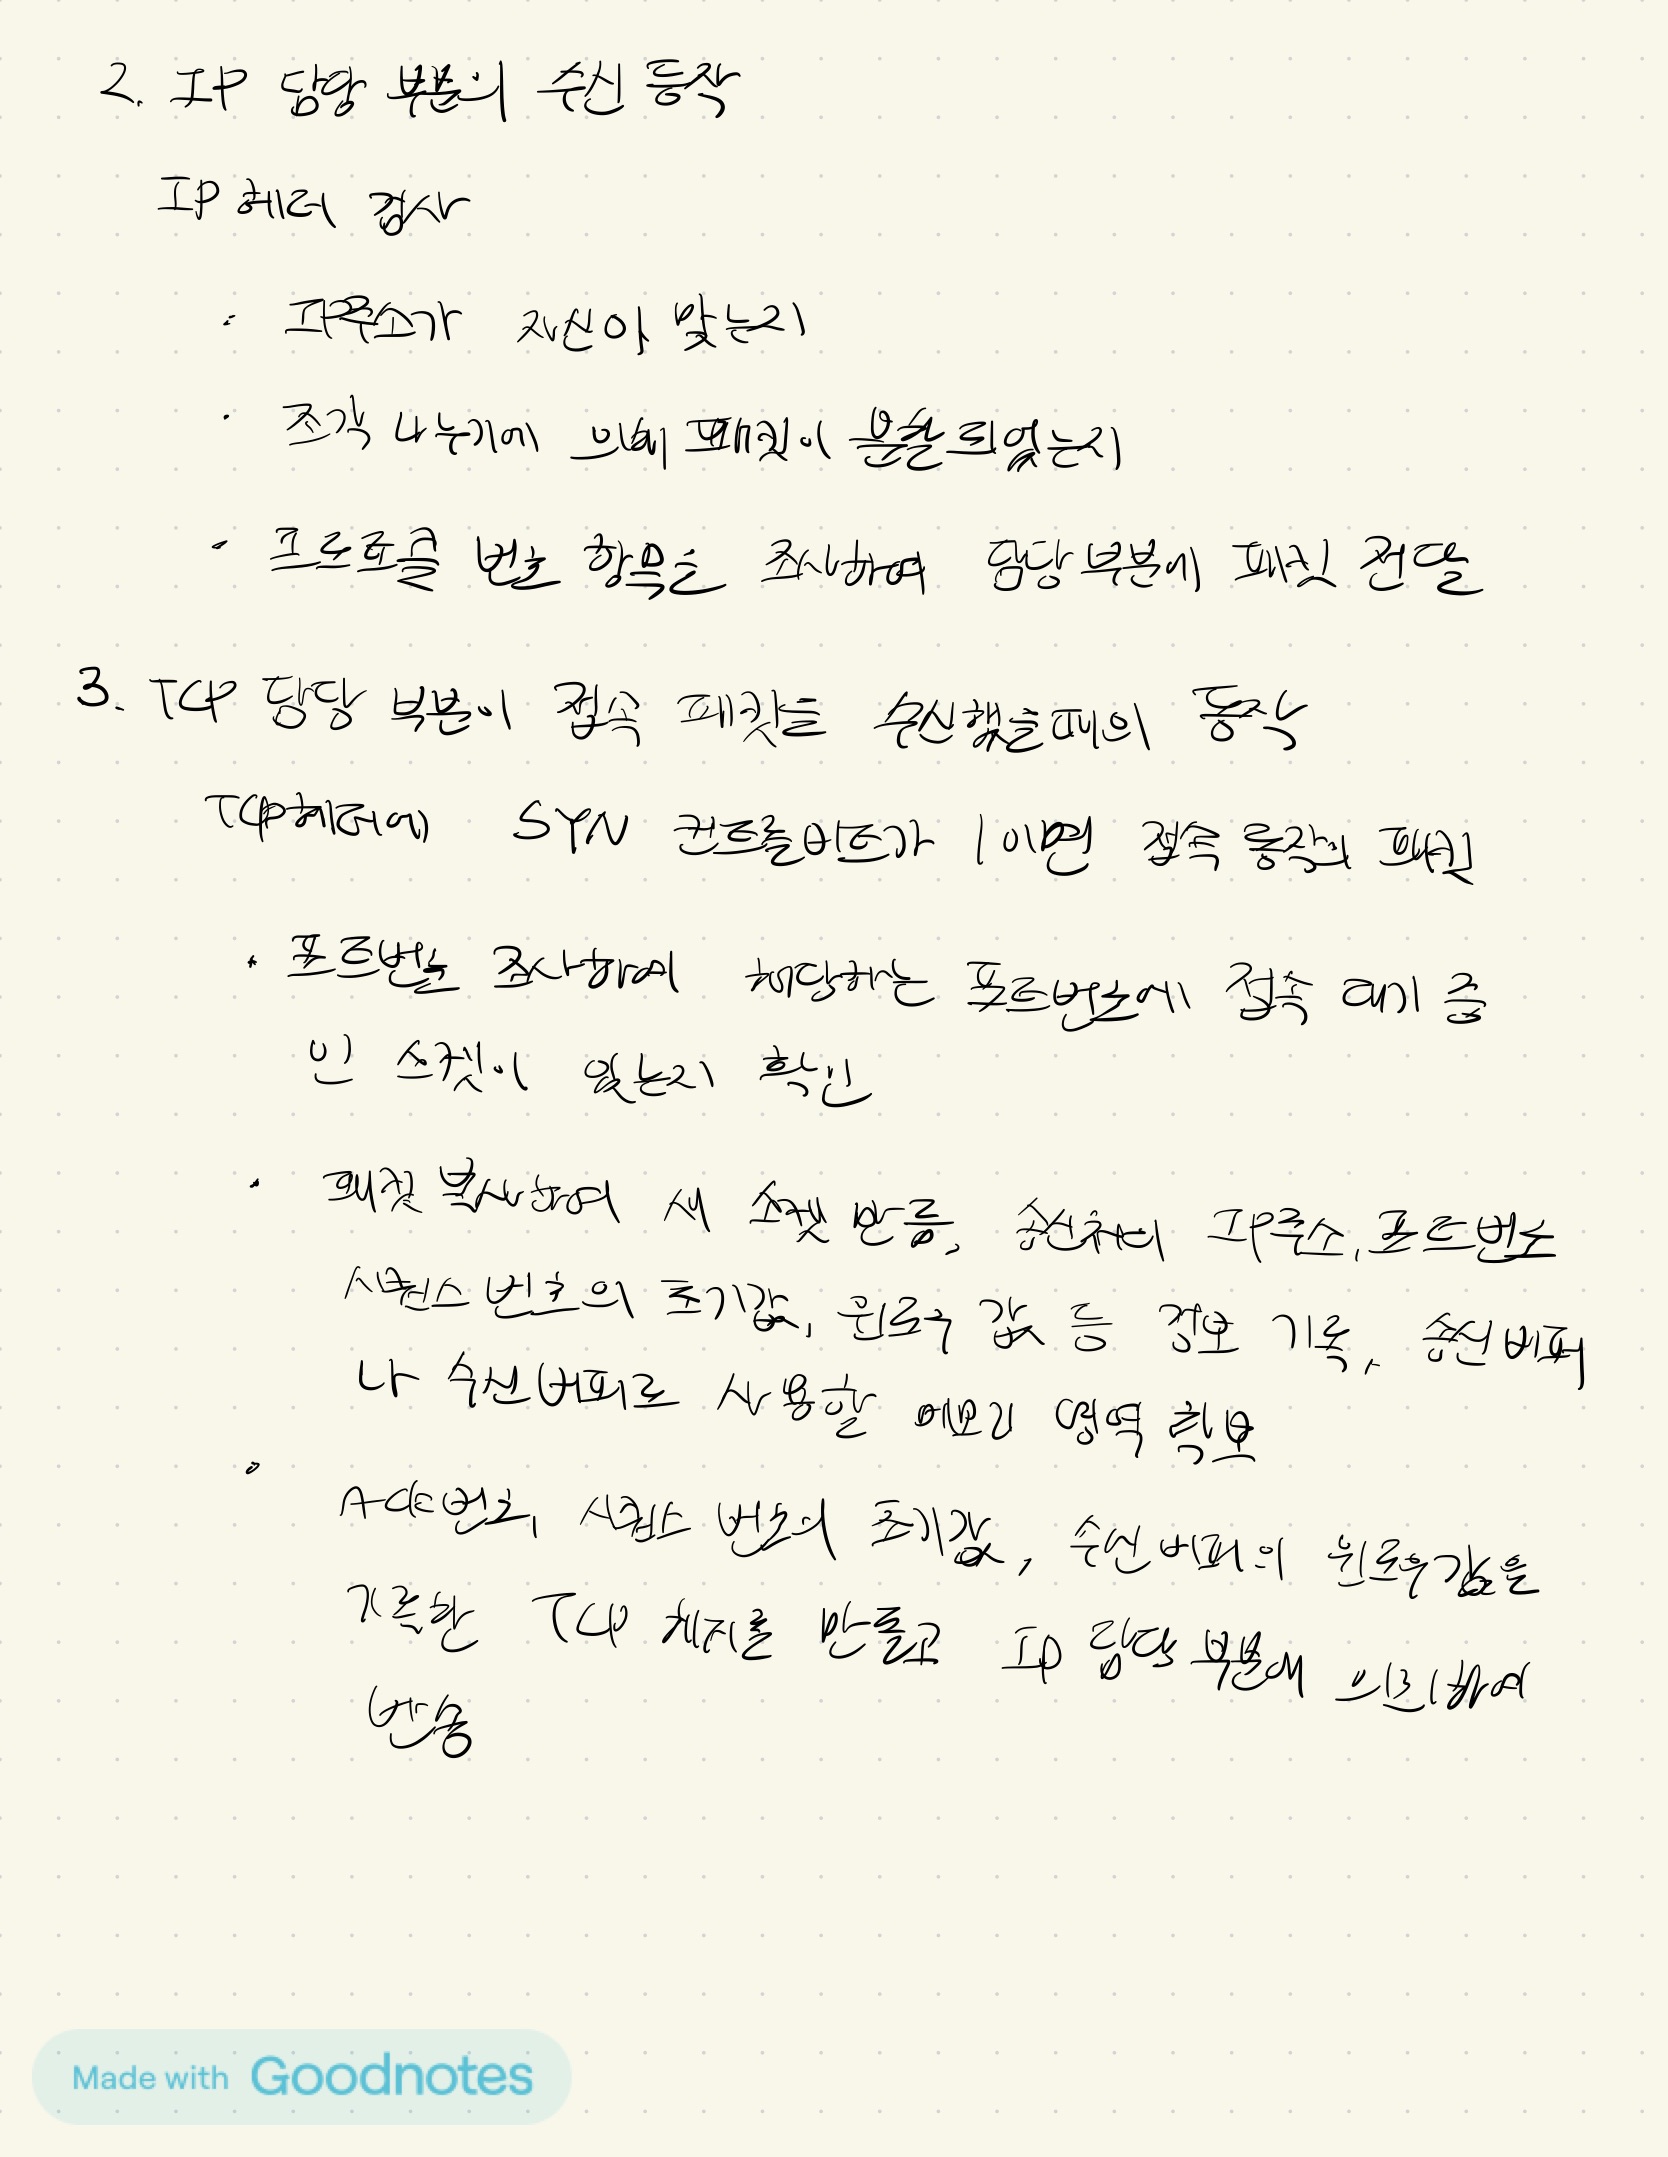 2. IP 담당 부분의 수신 동작
IP 헤더 검사
· IP주소가 자신이 맞는지
· 조각 나누기에 의해 패킷이 분할되었는지
· 프로토콜 번호 항목을 조사하여 담당부분에 패킷 전달
3. TCP 담당 부분이 접속 패킷을 수신했을때의 동작
TCP헤더에 SYN 컨트롤비트가 1이면 접속 동작의 패킷
· 포트번호 조사하여 해당하는 포트번호에 접속 대기 중
인 소켓이 있는지 확인
· 패킷 복사하여 새 소켓 만듦, 송신처의 IP주소, 포트번호
시퀀스 번호의 초기값, 윈도우 값 등 정보 기록, 송신버퍼
나 수신버퍼로 사용할 메모리 영역 확보
· Ack번호, 시퀀스 번호의 초기값, 수신버퍼의 윈도우값을
기록한 TCP 헤더를 만들고 IP 담당 부분에 의뢰하여
반송
Made with Goodnotes